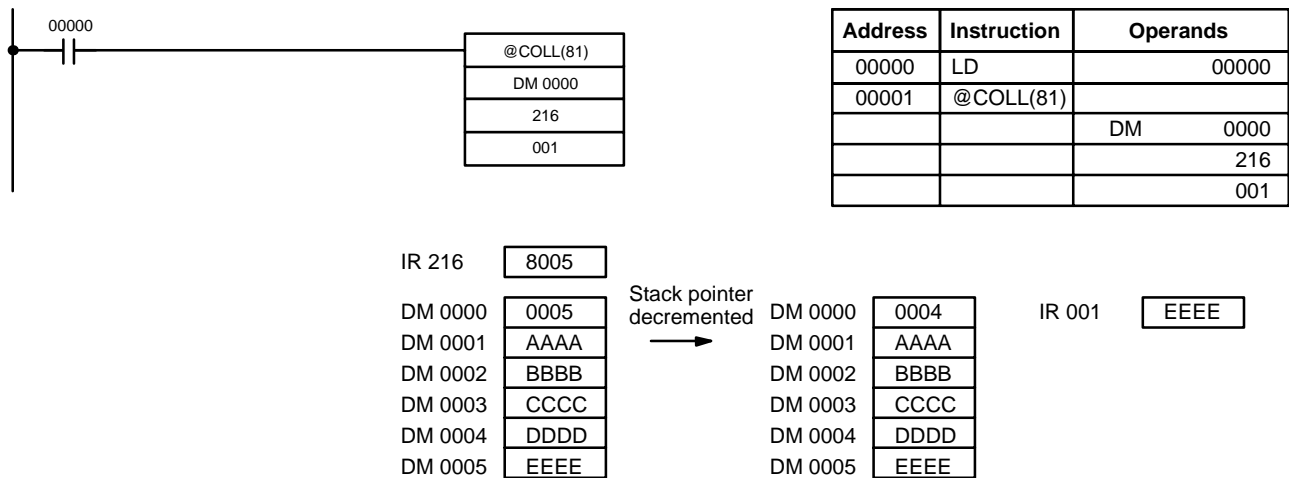 00000
@COLL(81)
DM 0000
216
001
Address Instruction Operands
00000 LD 00000
00001 @COLL(81)
DM 0000
216
001
IR 216 8005
Stack pointer
decremented
DM 0000 0005 DM 0000 0004 IR 001 EEEE
DM 0001 AAAA DM 0001 AAAA
DM 0002 BBBB DM 0002 BBBB
DM 0003 CCCC DM 0003 CCCC
DM 0004 DDDD DM 0004 DDDD
DM 0005 EEEE DM 0005 EEEE